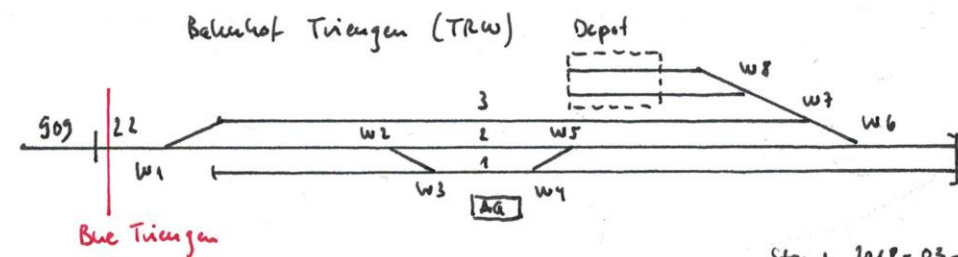 Bahnhof Triengen (TRW)
Depot
W8
3
W7
909
22
W2
2
W5
W6
W1
1
W3
W4
AG
Bue Triengen